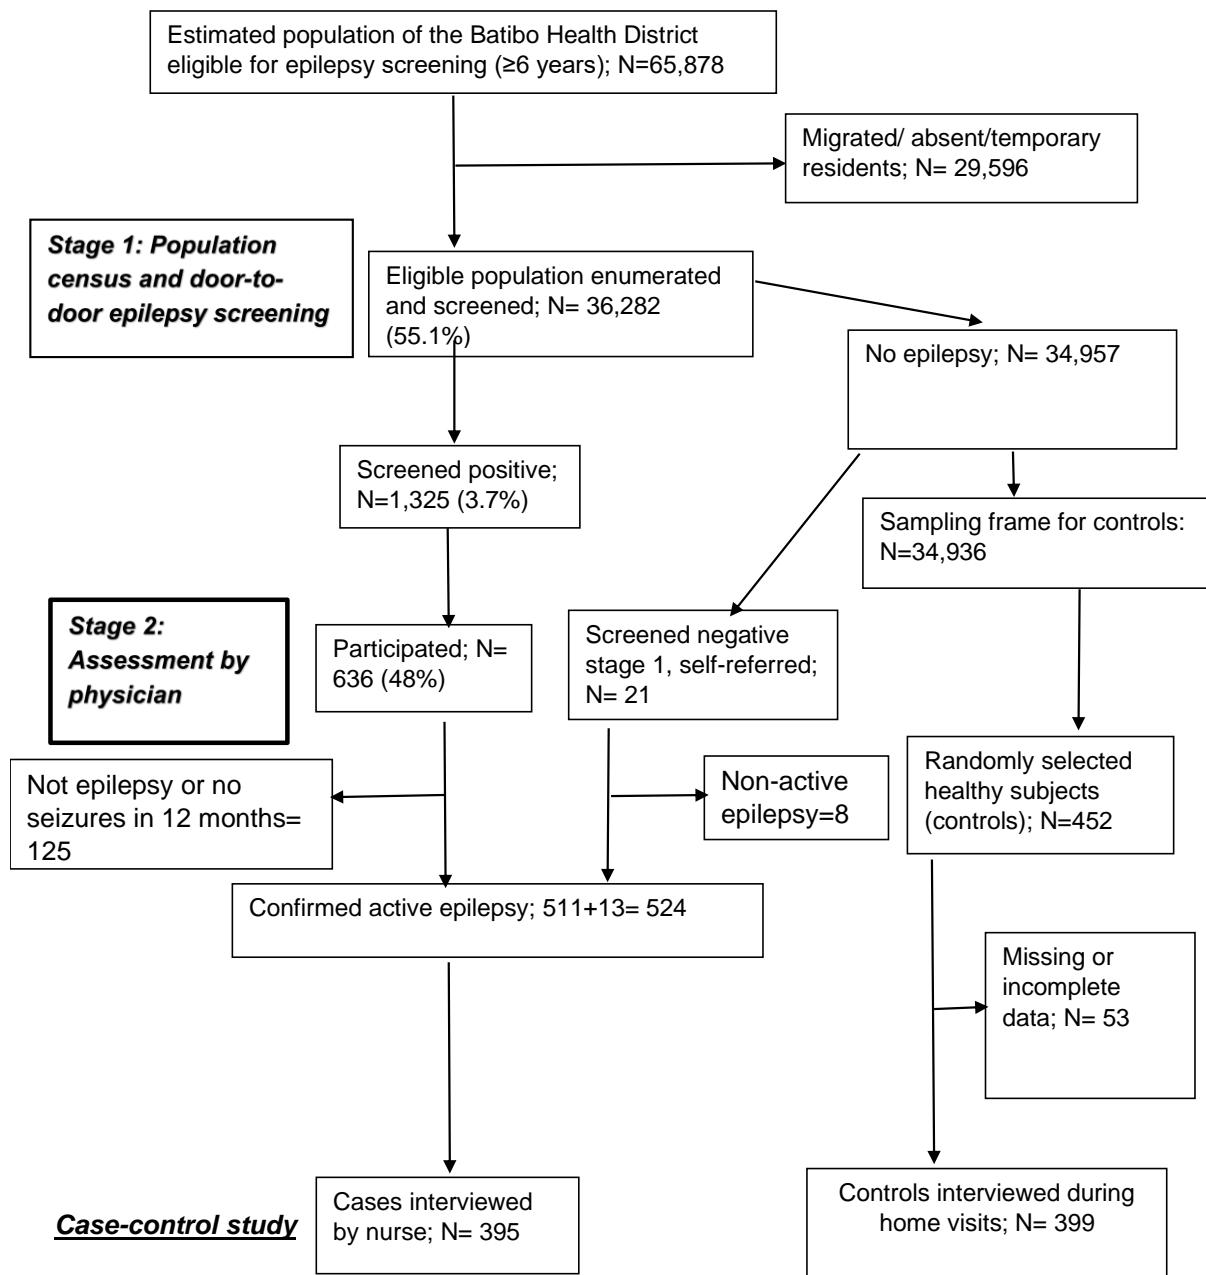 Estimated population of the Batibo Health District
eligible for epilepsy screening (≥6 years); N=65,878
Migrated/ absent/temporary
residents; N= 29,596
Stage 1: Population
census and door-to-
door epilepsy screening
Eligible population enumerated
and screened; N= 36,282
(55.1%)
No epilepsy; N= 34,957
Screened positive;
N=1,325 (3.7%)
Sampling frame for controls:
N=34,936
Stage 2:
Assessment by
physician
Participated; N=
636 (48%)
Screened negative
stage 1, self-referred;
N= 21
Not epilepsy or no
seizures in 12 months=
125
Non-active
epilepsy=8
Randomly selected
healthy subjects
(controls); N=452
Confirmed active epilepsy; 511+13= 524
Missing or
incomplete
data; N= 53
Case-control study
Cases interviewed
by nurse; N= 395
Controls interviewed during
home visits; N= 399